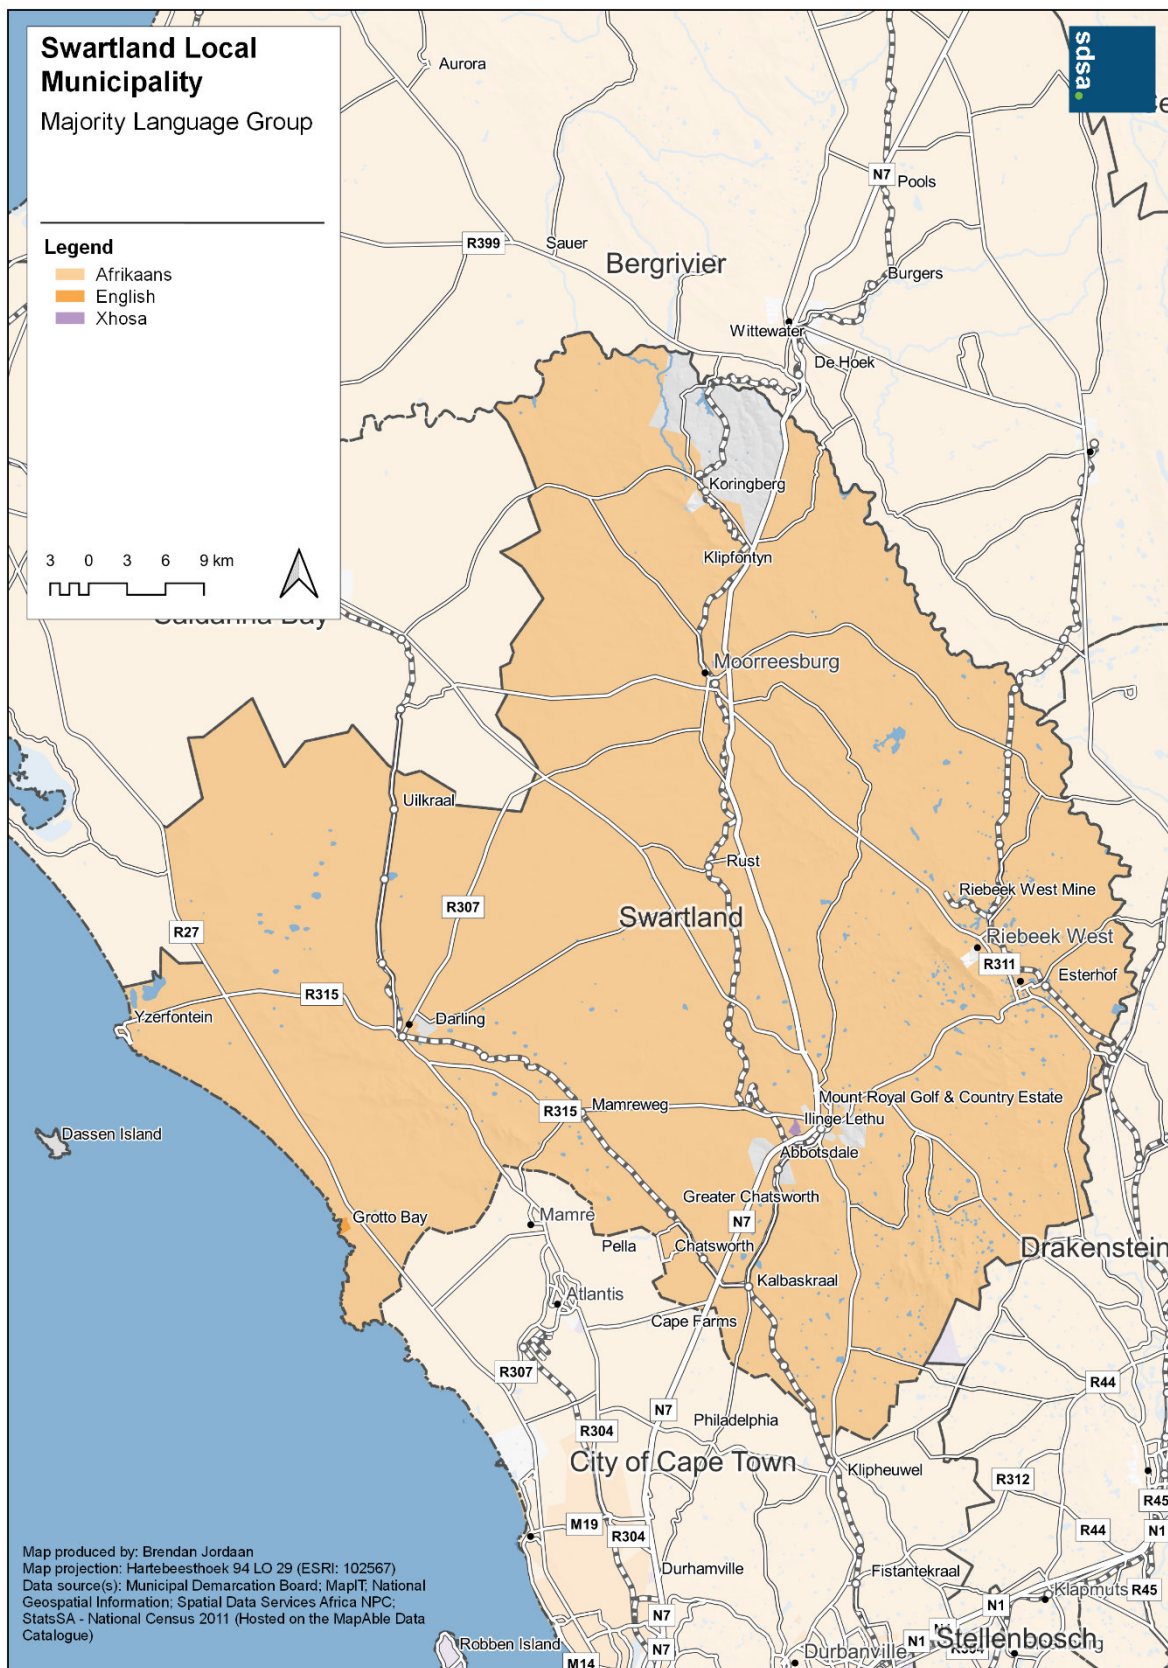 Swartland Local
Municipality
Majority Language Group
Legend
Afrikaans
English
Xhosa
3 0 3 6 9 km
sdsa.
Aurora
N7
Pools
R399
Sauer
Bergrivier
Burgers
Wittewater
De Hoek
Koringberg
Klipfontyn
Saldanha Bay
Moorreesburg
Uilkraal
Rust
Riebeek West Mine
R307
Swartland
R27
Riebeek West
R311
Esterhof
R315
Yzerfontein
Darling
Mount Royal Golf & Country Estate
R315
Mamreweg
Ilinge Lethu
Dassen Island
Abbotsdale
Greater Chatsworth
Grotto Bay
Mamre
N7
Pella
Chatsworth
Drakenstein
Kalbaskraal
Atlantis
Cape Farms
R307
R44
N7
Philadelphia
R304
City of Cape Town
Klipheuwel
R312
R45
M19
R304
R44
N1
Durhamville
Fistantekraal
Klapmuts
R45
N1
N7
Robben Island
N7
N1
Stellenbosch
Durbanville
M14
Map produced by: Brendan Jordaan
Map projection: Hartebeesthoek 94 LO 29 (ESRI: 102567)
Data source(s): Municipal Demarcation Board; MapIT; National
Geospatial Information; Spatial Data Services Africa NPC;
StatsSA - National Census 2011 (Hosted on the MapAble Data
Catalogue)